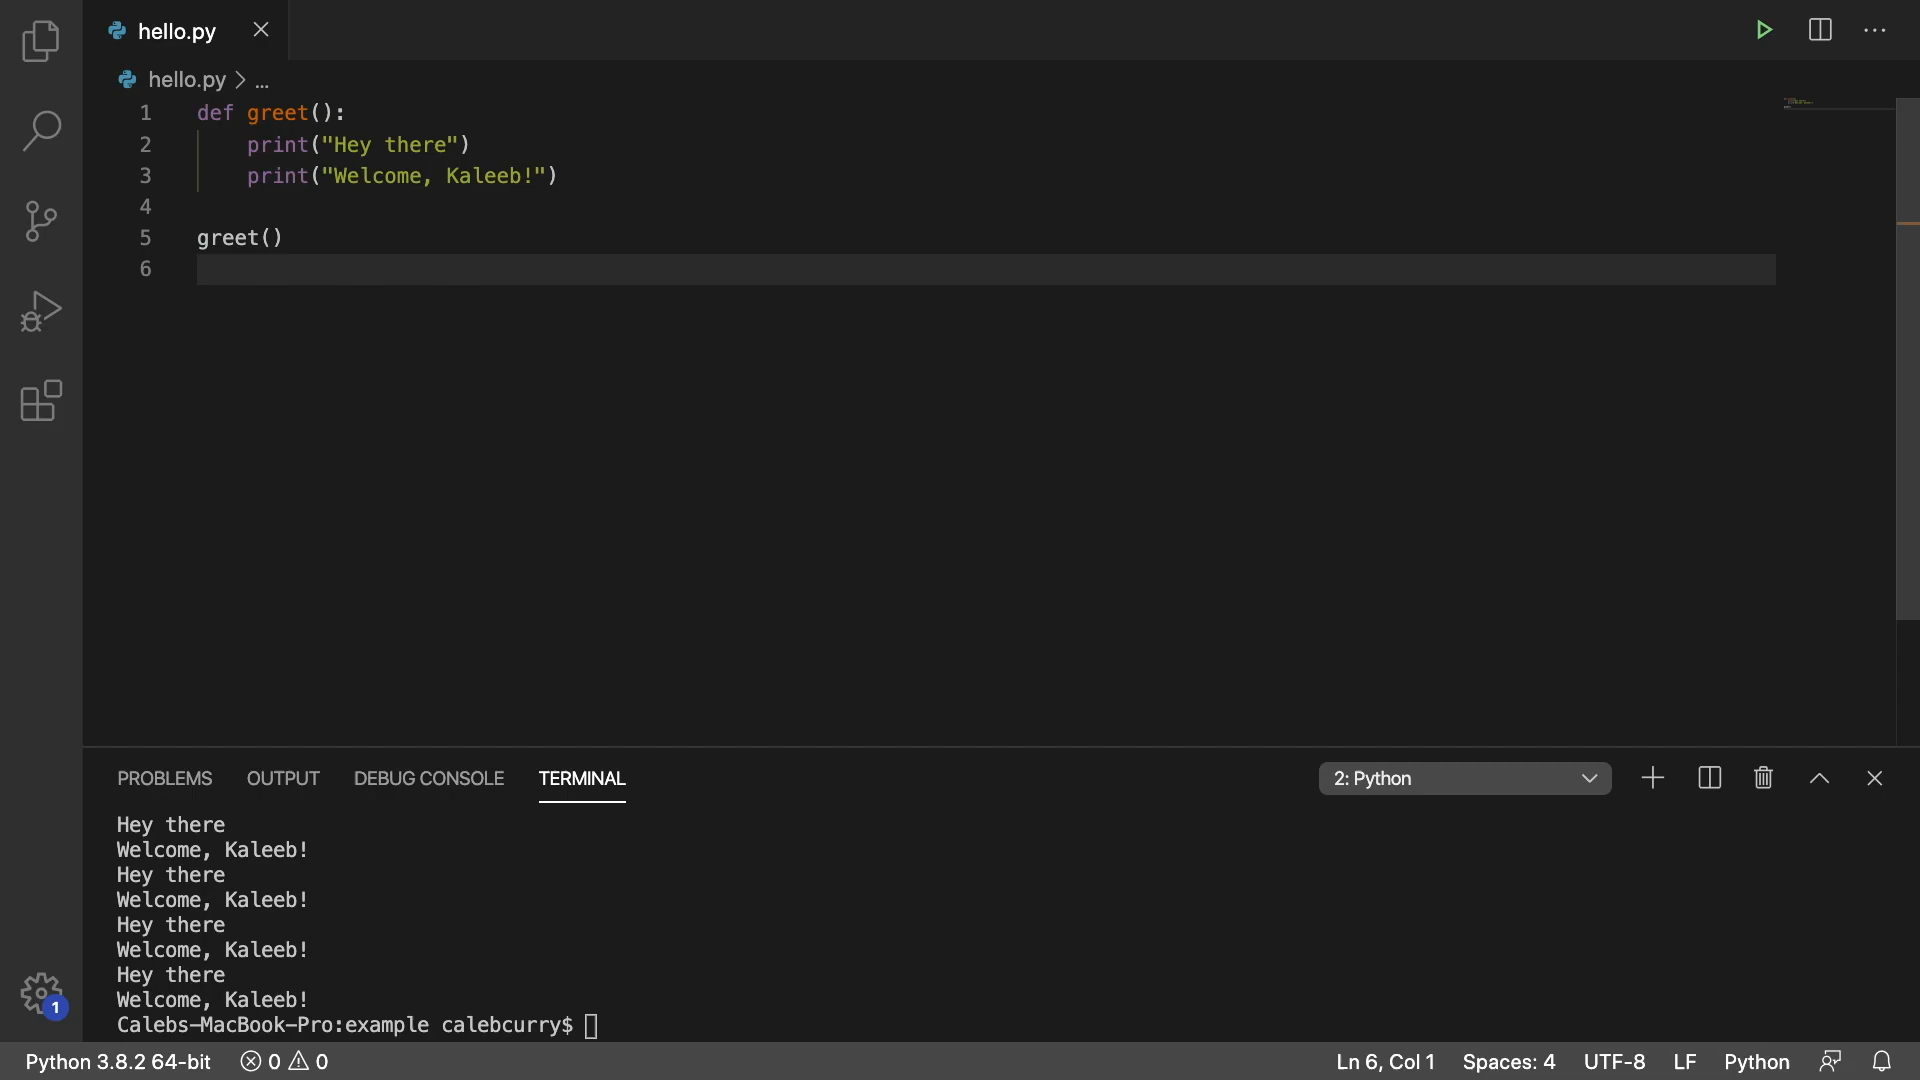 hello.py
hello.py > ...
1 def greet():
2 print("Hey there")
3 print("Welcome, Kaleeb!")
4
5 greet()
6
PROBLEMS OUTPUT DEBUG CONSOLE TERMINAL 2: Python
Hey there
Welcome, Kaleeb!
Hey there
Welcome, Kaleeb!
Hey there
Welcome, Kaleeb!
Hey there
Welcome, Kaleeb!
Calebs-MacBook-Pro:example calebcurry$
1
Python 3.8.2 64-bit 0 0 Ln 6, Col 1 Spaces: 4 UTF-8 LF Python